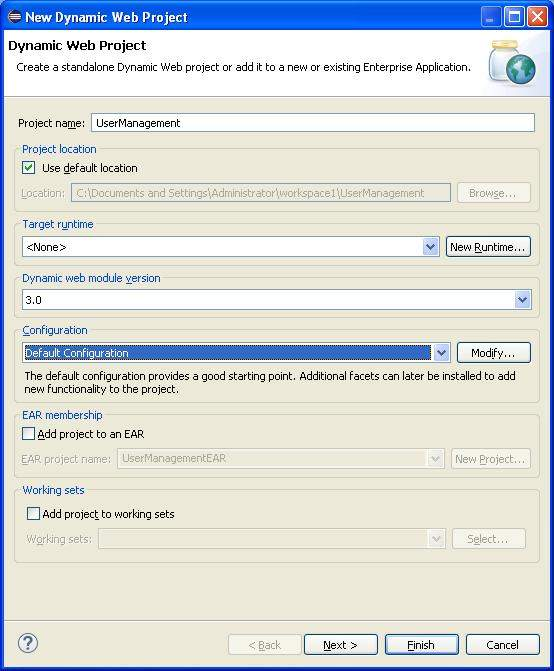 New Dynamic Web Project
Dynamic Web Project
Create a standalone Dynamic Web project or add it to a new or existing Enterprise Application.
Project name: UserManagement
Project location
Use default location
Location: C:\Documents and Settings\Administrator\workspace1\UserManagement Browse...
Target runtime
<None> New Runtime...
Dynamic web module version
3.0
Configuration
Default Configuration Modify...
The default configuration provides a good starting point. Additional facets can later be installed to add
new functionality to the project.
EAR membership
Add project to an EAR
EAR project name: UserManagementEAR New Project...
Working sets
Add project to working sets
Working sets: Select...
? < Back Next > Finish Cancel